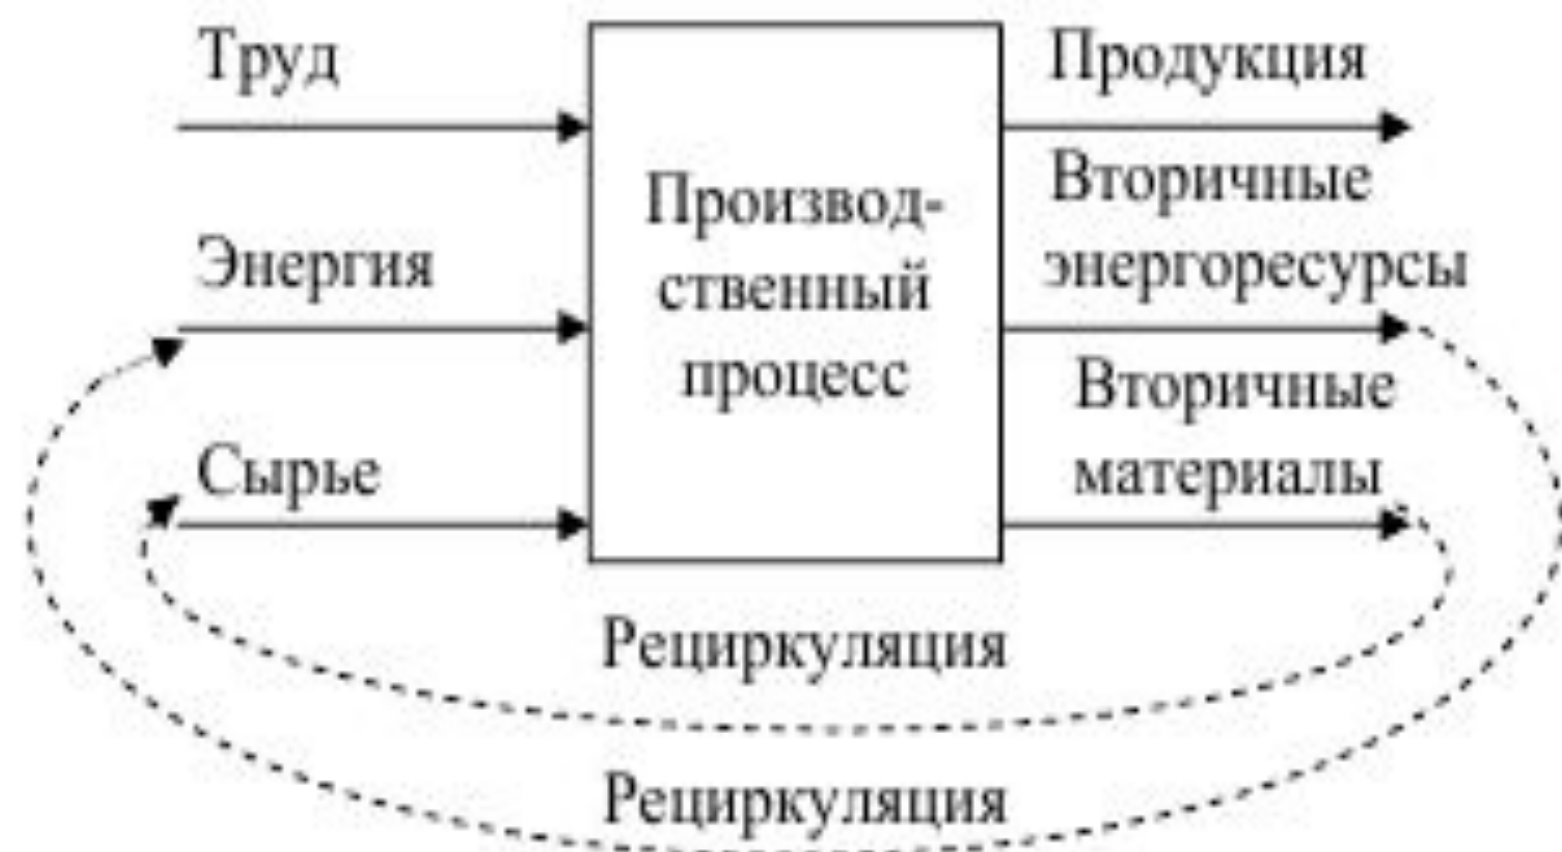 Труд
Продукция
Вторичные
энергоресурсы
Энергия
Производ-
ственный
процесс
Вторичные
материалы
Сырье
Рециркуляция
Рециркуляция